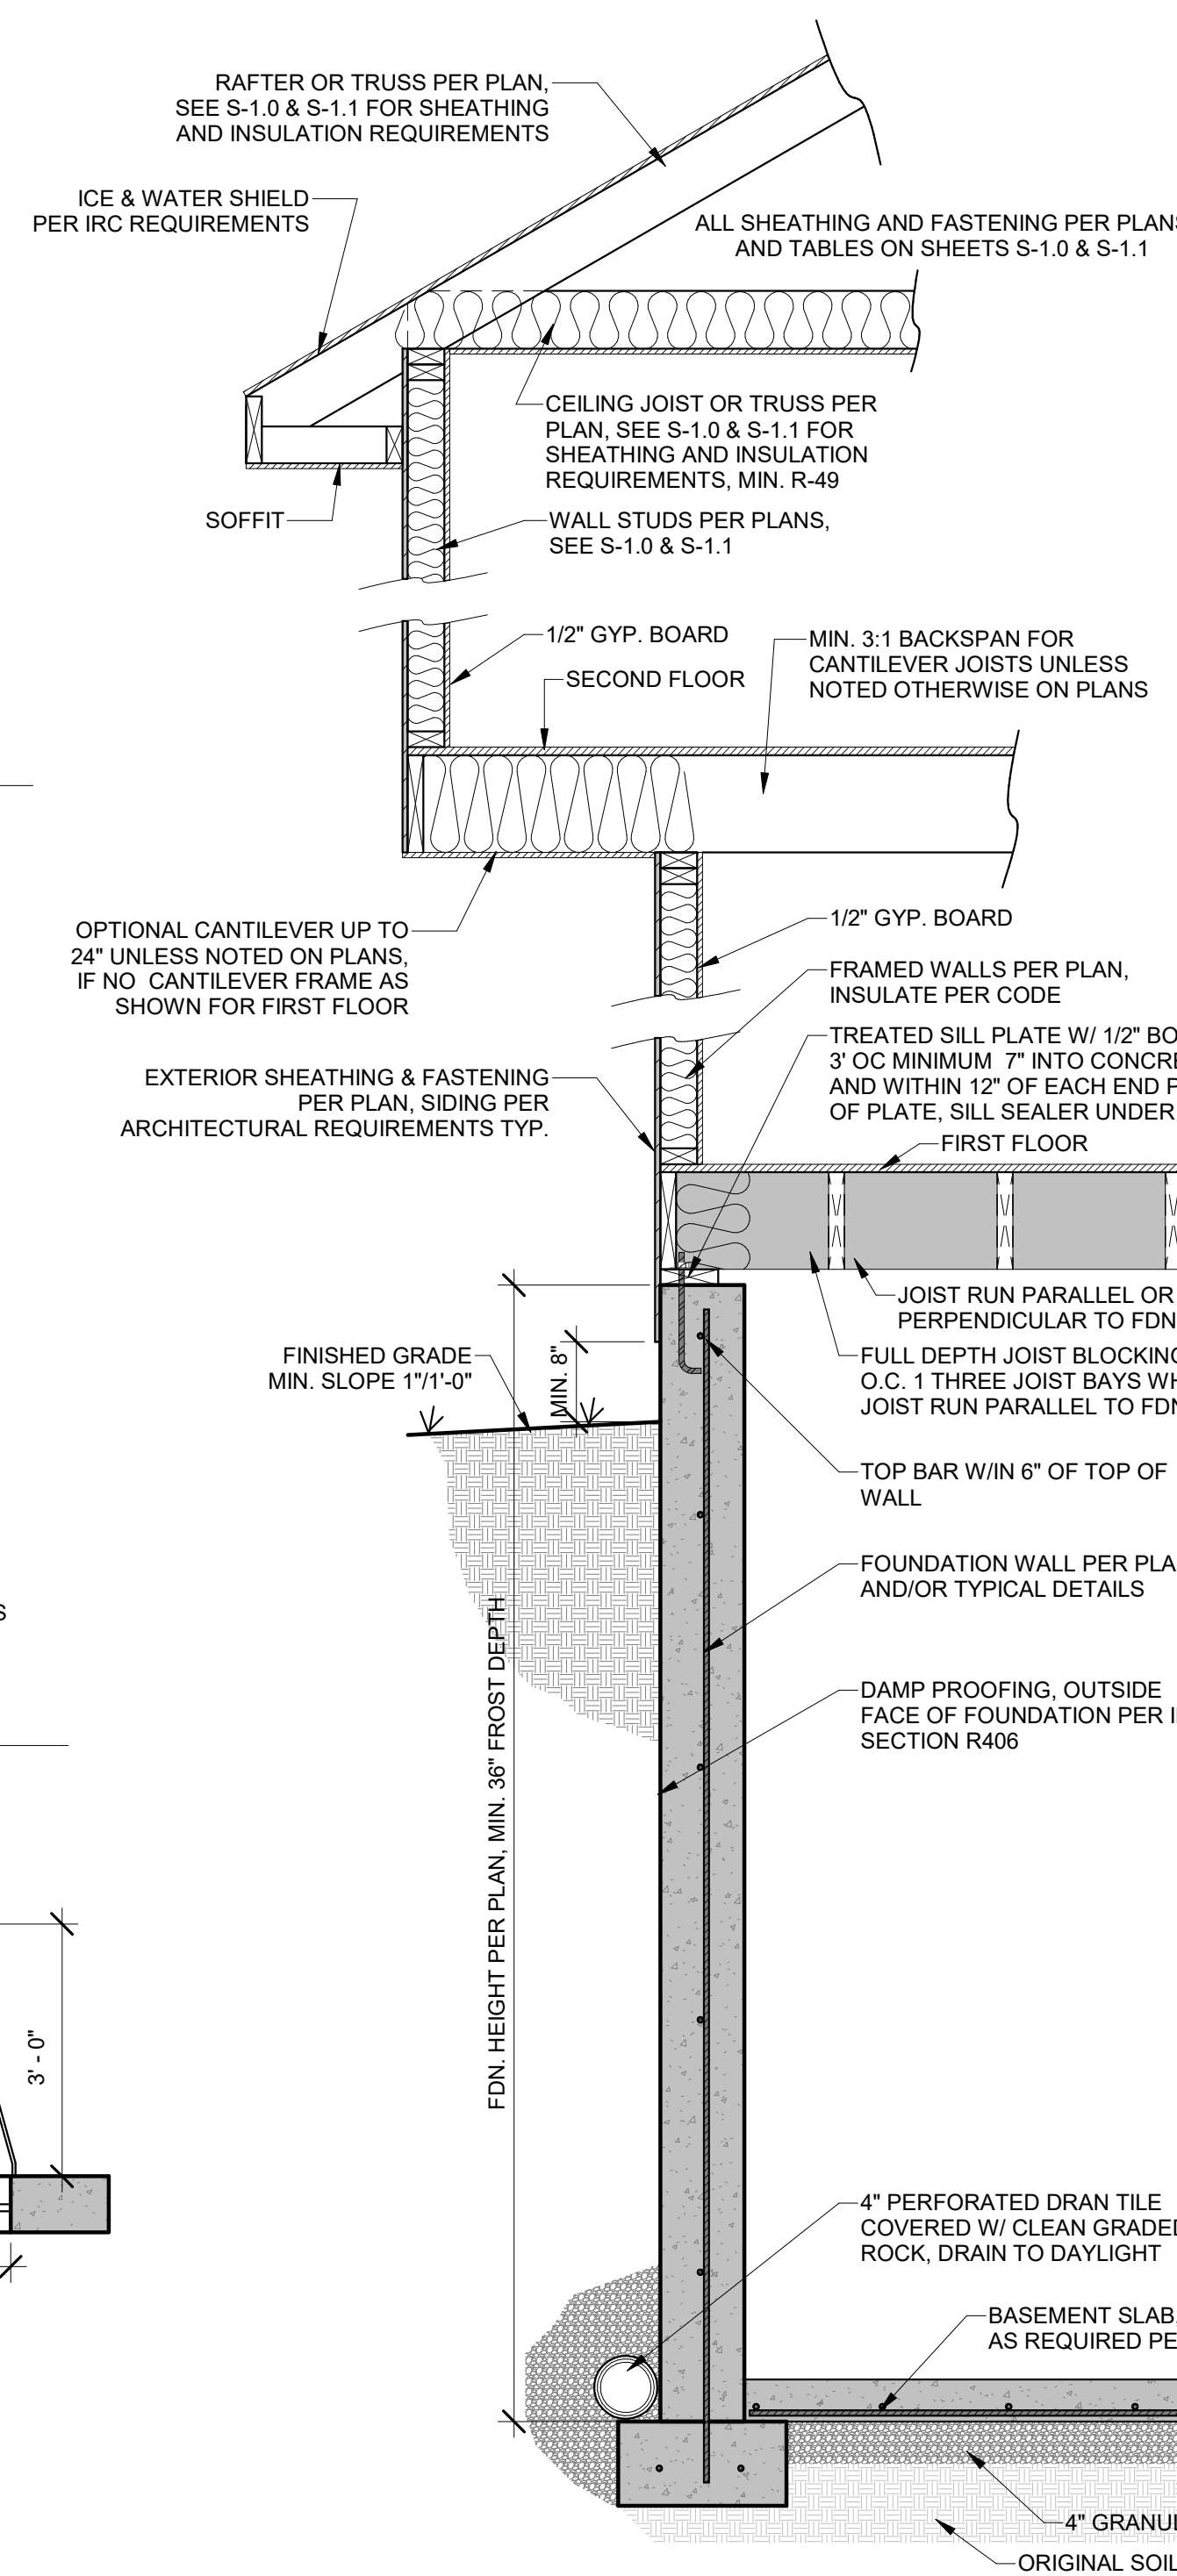 RAFTER OR TRUSS PER PLAN,
SEE S-1.0 & S-1.1 FOR SHEATHING
AND INSULATION REQUIREMENTS
ICE & WATER SHIELD
PER IRC REQUIREMENTS
ALL SHEATHING AND FASTENING PER PLANS
AND TABLES ON SHEETS S-1.0 & S-1.1
CEILING JOIST OR TRUSS PER
PLAN, SEE S-1.0 & S-1.1 FOR
SHEATHING AND INSULATION
REQUIREMENTS, MIN. R-49
SOFFIT
WALL STUDS PER PLANS,
SEE S-1.0 & S-1.1
1/2" GYP. BOARD
SECOND FLOOR
MIN. 3:1 BACKSPAN FOR
CANTILEVER JOISTS UNLESS
NOTED OTHERWISE ON PLANS
OPTIONAL CANTILEVER UP TO
24" UNLESS NOTED ON PLANS,
IF NO CANTILEVER FRAME AS
SHOWN FOR FIRST FLOOR
1/2" GYP. BOARD
FRAMED WALLS PER PLAN,
INSULATE PER CODE
TREATED SILL PLATE W/ 1/2"
3' OC MINIMUM 7" INTO
AND WITHIN 12" OF EACH END
OF PLATE, SILL SEALER UNDER
EXTERIOR SHEATHING & FASTENING
PER PLAN, SIDING PER
ARCHITECTURAL REQUIREMENTS TYP.
FIRST FLOOR
JOIST RUN PARALLEL OR
PERPENDICULAR TO FDN
FINISHED GRADE
MIN. SLOPE 1"/1'-0"
MIN. 8"
FULL DEPTH JOIST BLOCKING
O.C. 1 THREE JOIST BAYS
JOIST RUN PARALLEL TO FDN
TOP BAR W/IN 6" OF TOP OF
WALL
FOUNDATION WALL PER
AND/OR TYPICAL DETAILS
FDN. HEIGHT PER PLAN, MIN. 36" FROST DEPTH
DAMP PROOFING, OUTSIDE
FACE OF FOUNDATION PER
SECTION R406
3' - 0"
4" PERFORATED DRAN TILE
COVERED W/ CLEAN GRADED
ROCK, DRAIN TO DAYLIGHT
BASEMENT SLAB,
AS REQUIRED
4"
ORIGINAL SOIL